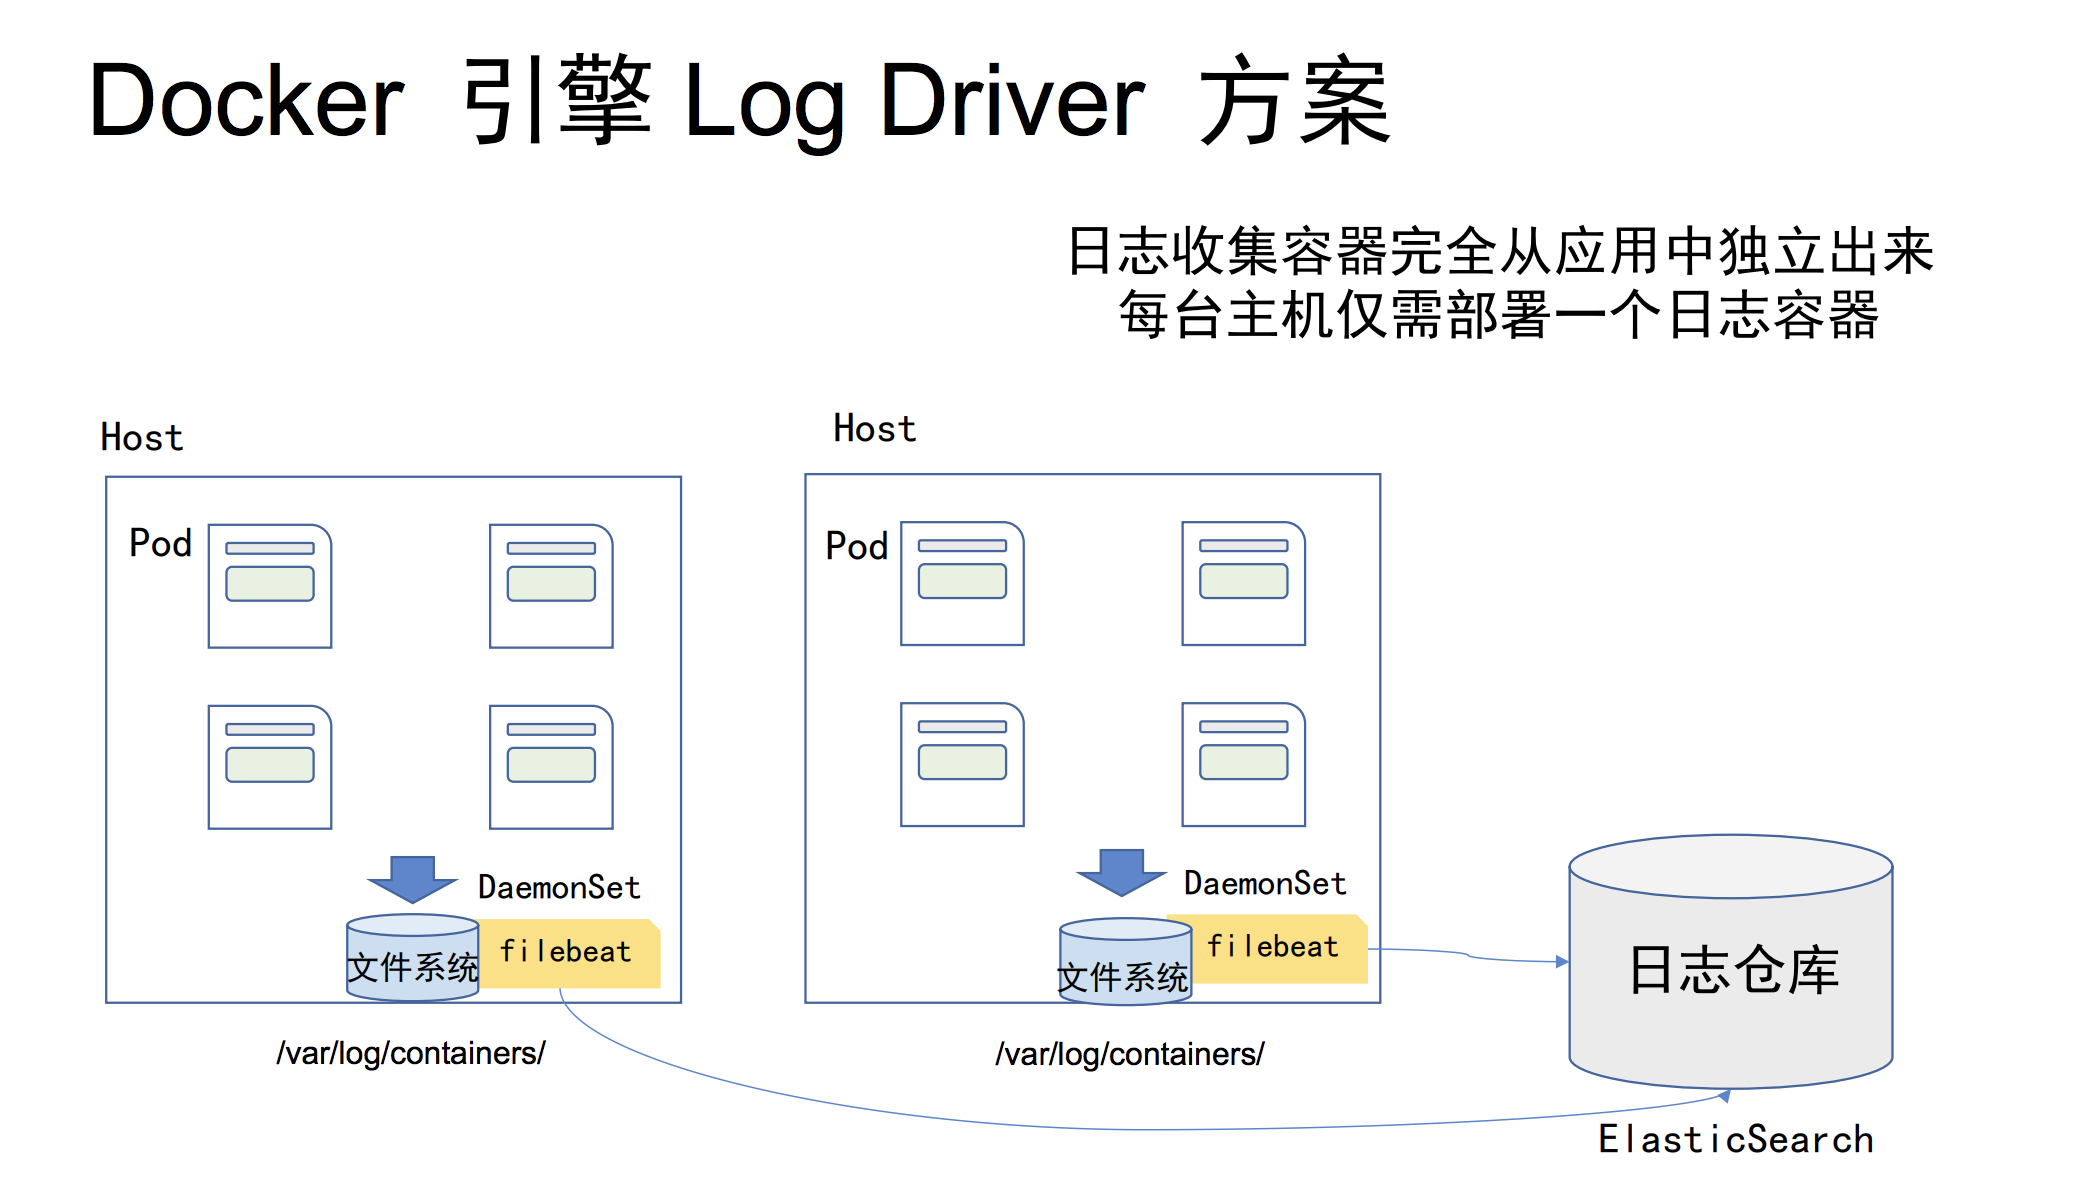 Docker 引擎 Log Driver 方案
日志收集容器完全从应用中独立出来
每台主机仅需部署一个日志容器
Host
Pod
DaemonSet
文件系统
filebeat
/var/log/containers/
Host
Pod
DaemonSet
文件系统
filebeat
/var/log/containers/
日志仓库
ElasticSearch